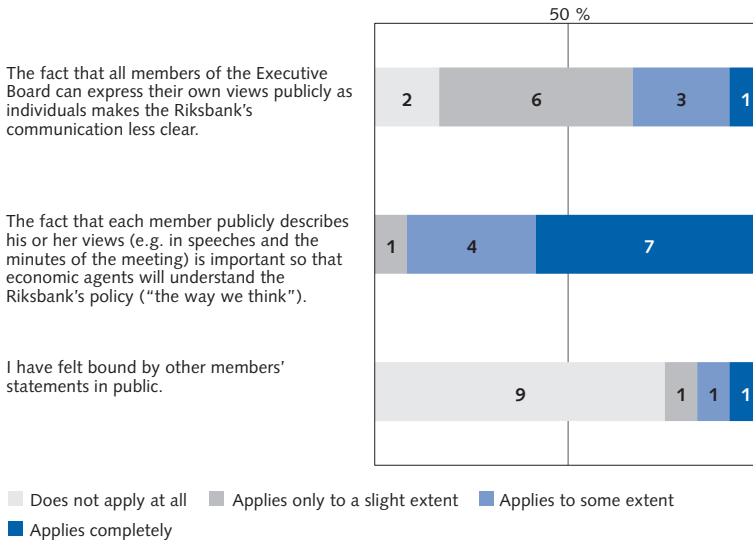 50 %
The fact that all members of the Executive
Board can express their own views publicly as
individuals makes the Riksbank's
communication less clear.
2 6 3 1
The fact that each member publicly describes
his or her views (e.g. in speeches and the
minutes of the meeting) is important so that
economic agents will understand the
Riksbank's policy (“the way we think”).
1 4 7
I have felt bound by other members’
statements in public.
9 1 1 1
Does not apply at all Applies only to a slight extent Applies to some extent
Applies completely